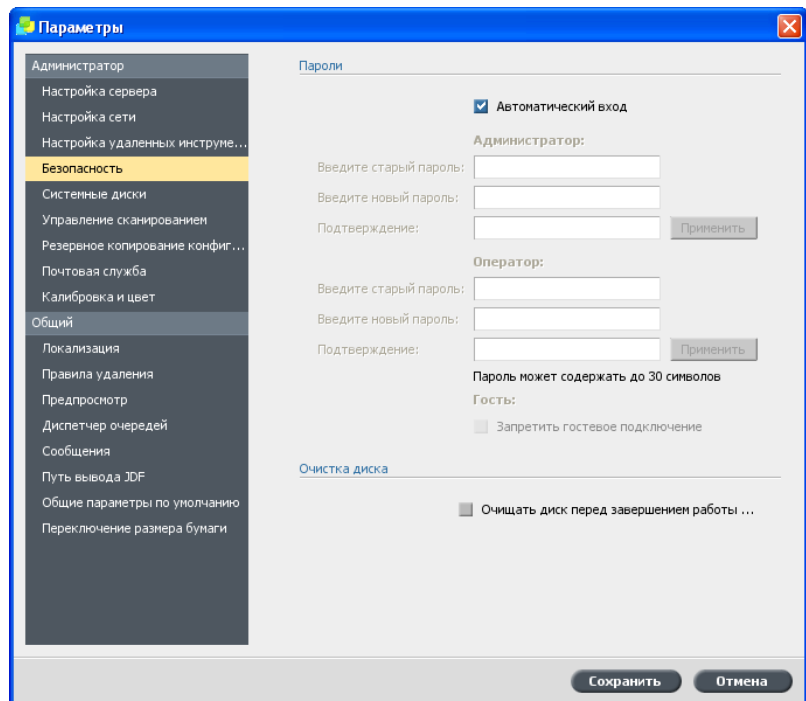 Параметры
Администратор
Настройка сервера
Настройка сети
Настройка удаленных инструме...
Безопасность
Системные диски
Управление сканированием
Резервное копирование конфиг...
Почтовая служба
Калибровка и цвет
Общий
Локализация
Правила удаления
Предпросмотр
Диспетчер очередей
Сообщения
Путь вывода JDF
Общие параметры по умолчанию
Переключение размера бумаги
Пароли
Автоматический вход
Администратор:
Введите старый пароль:
Введите новый пароль:
Подтверждение:
Применить
Оператор:
Введите старый пароль:
Введите новый пароль:
Подтверждение:
Применить
Пароль может содержать до 30 символов
Гость:
Запретить гостевое подключение
Очистка диска
Очищать диск перед завершением работы ...
Сохранить
Отмена